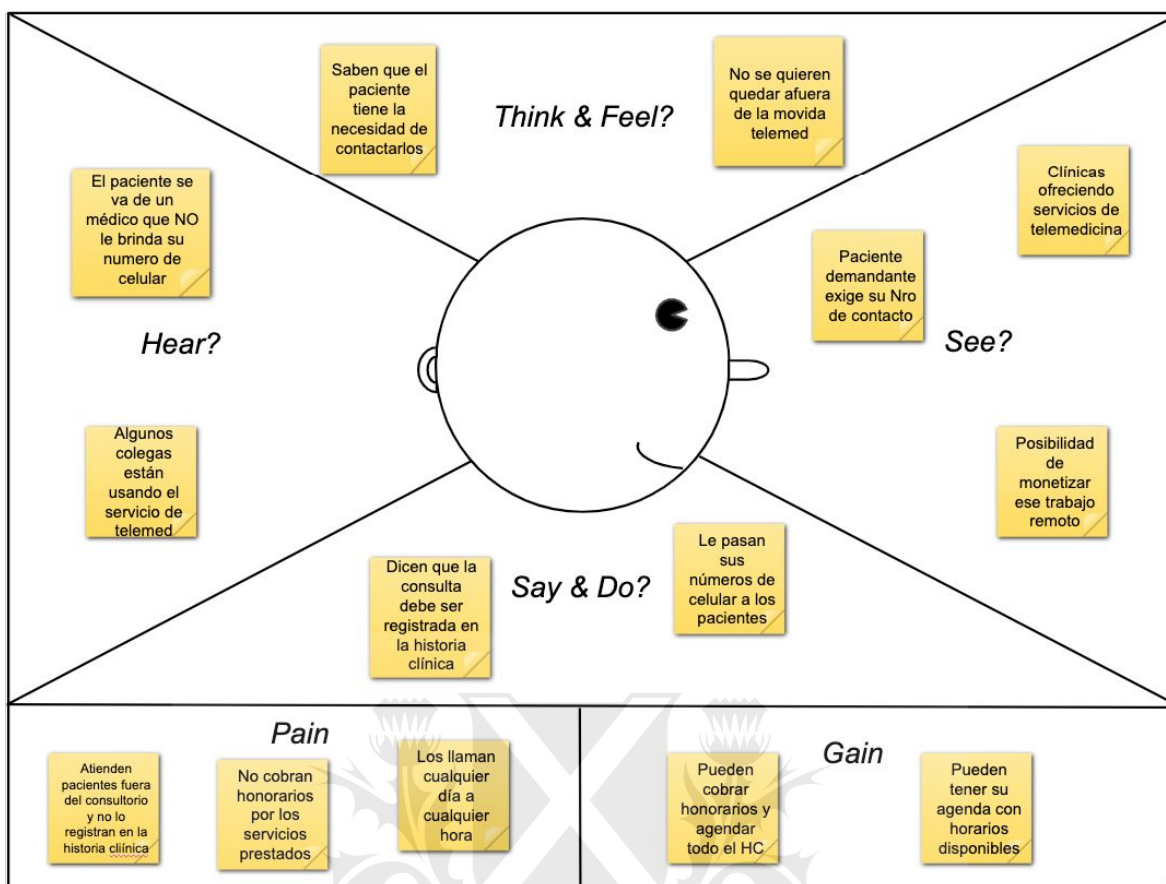 Think & Feel?
Saben que el
paciente
tiene la
necesidad de
contactarlos
No se quieren
quedar afuera
de la movida
telemed
Hear?
El paciente se
va de un
médico que NO
le brinda su
numero de
celular
Algunos
colegas
están
usando el
servicio de
telemed
See?
Clínicas
ofreciendo
servicios de
telemedicina
Paciente
demandante
exige su Nro
de contacto
Posibilidad
de
monetizar
ese trabajo
remoto
Say & Do?
Dicen que la
consulta
debe ser
registrada en
la historia
clínica
Le pasan
sus
números de
celular a los
pacientes
Pain
Atienden
pacientes fuera
del consultorio
y no lo
registran en la
historia cliínica
No cobran
honorarios
por los
servicios
prestados
Los llaman
cualquier
día a
cualquier
hora
Gain
Pueden
cobrar
honorarios y
agendar
todo el HC
Pueden
tener su
agenda con
horarios
disponibles